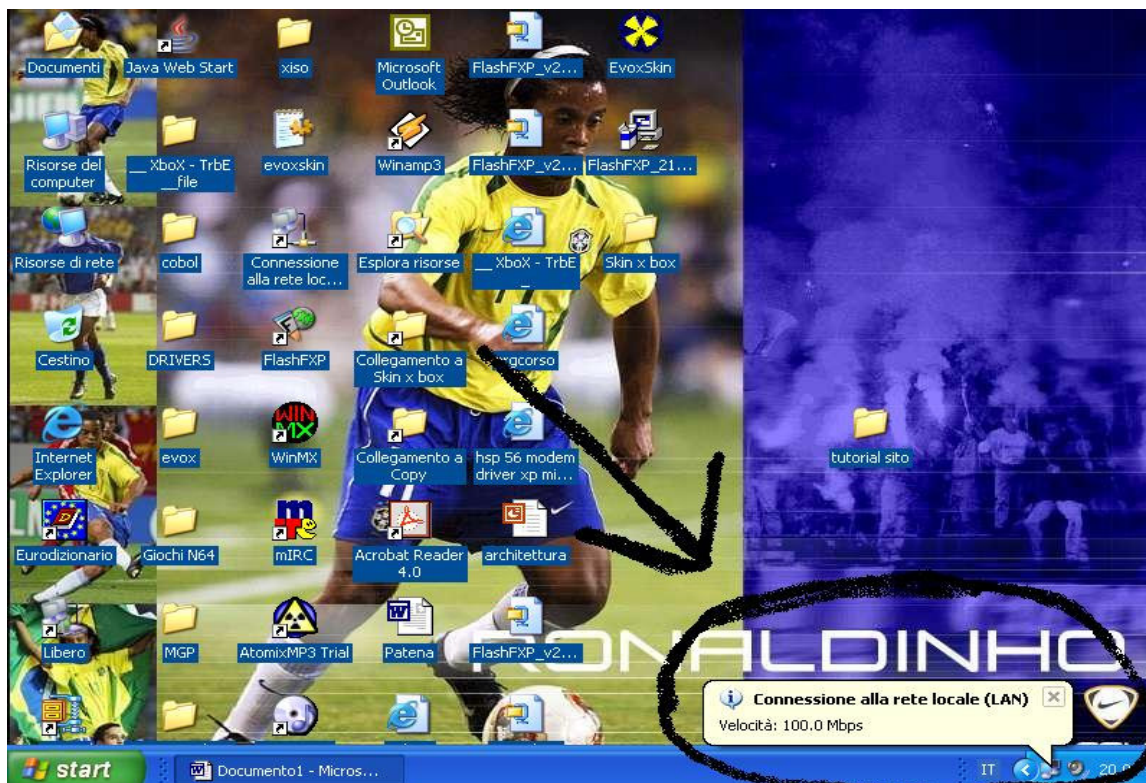 Documenti
Java Web Start
xiso
Microsoft
Outlook
FlashFXP_v2...
EvoxSkin
Risorse del
computer
__ XboX - TrbE
__file
evoxskin
Winamp3
FlashFXP_v2...
FlashFXP_21...
Risorse di rete
cobol
Connessione
alla rete loc...
Esplora risorse
__ XboX - TrbE
_
Skin x box
Cestino
DRIVERS
FlashFXP
Collegamento a
Skin x box
Internet
Explorer
evox
WinMX
Collegamento a
Copy
hsp 56 modem
driver xp mi...
tutorial sito
Eurodizionario
Giochi N64
mIRC
Acrobat Reader
4.0
architettura
Libero
MGP
AtomixMP3 Trial
Patena
FlashFXP_v2...
RONALDINHO
Connessione alla rete locale (LAN)
Velocità: 100.0 Mbps
start
Documento1 - Micros...
IT